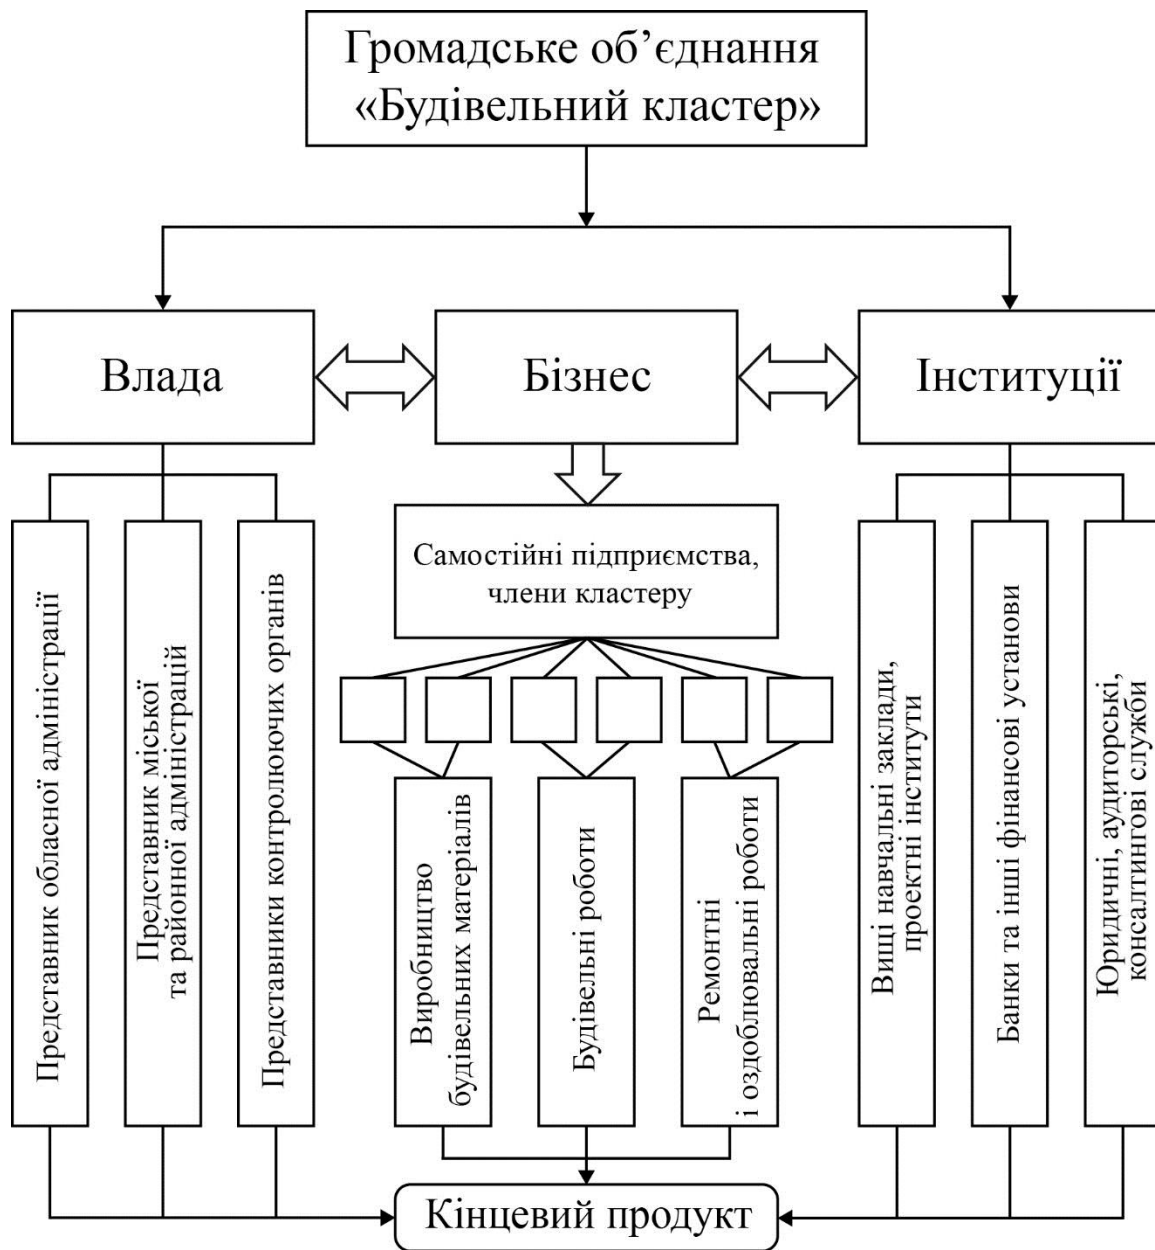 Громадське об’єднання
«Будівельний кластер»
Влада
Бізнес
Інституції
Самостійні підприємства,
члени кластеру
Представник обласної адміністрації
Представник міської
та районної адміністрацій
Представники контролюючих органів
Виробництво
будівельних матеріалів
Будівельні роботи
Ремонтні
і оздоблювальні роботи
Вищі навчальні заклади,
проектні інститути
Банки та інші фінансові установи
Юридичні, аудиторські,
консалтингові служби
Кінцевий продукт